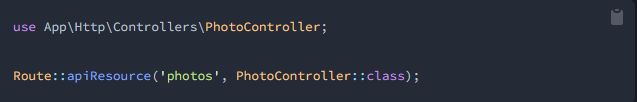 use App\Http\Controllers\PhotoController;
Route::apiResource('photos', PhotoController::class);